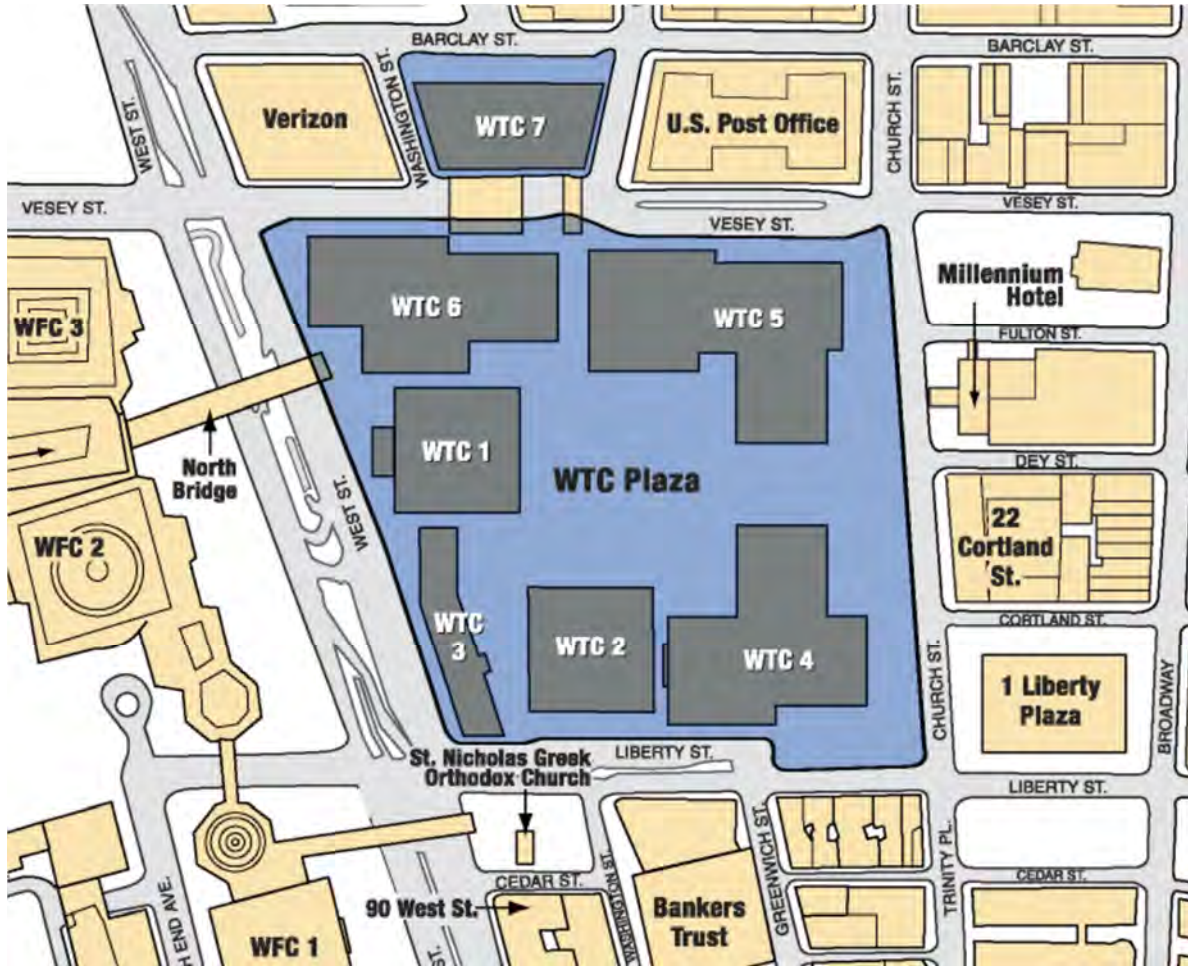 BARCLAY ST.
BARCLAY ST.
WEST ST.
WASHINGTON ST.
Verizon
WTC 7
U.S. Post Office
CHURCH ST.
VESEY ST.
VESEY ST.
VESEY ST.
Millennium
Hotel
WFC 3
WTC 6
WTC 5
FULTON ST.
WTC 1
DEY ST.
North
Bridge
WTC Plaza
WEST ST.
WFC 2
22
Cortland
St.
WTC
3
WTC 2
WTC 4
CORTLAND ST.
CHURCH ST.
1 Liberty
Plaza
BROADWAY
LIBERTY ST.
St. Nicholas Greek
Orthodox Church
LIBERTY ST.
GREENWICH ST.
TRINITY PL.
CEDAR ST.
CEDAR ST.
WASHINGTON ST.
90 West St.
Bankers
Trust
END AVE.
WFC 1
ST.